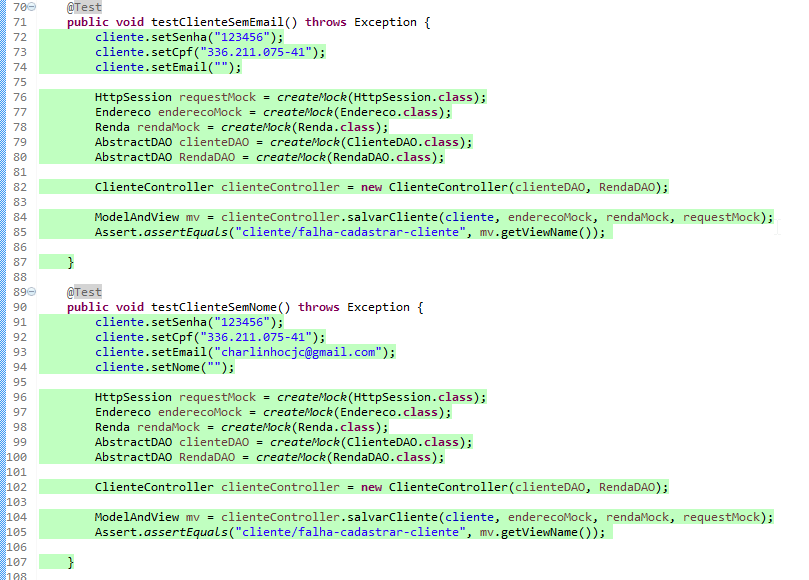 70 @Test
71 public void testClienteSemEmail() throws Exception {
72 cliente.setSenha("123456");
73 cliente.setCpf("336.211.075-41");
74 cliente.setEmail("");
75
76 HttpSession requestMock = createMock(HttpSession.class);
77 Endereco enderecoMock = createMock(Endereco.class);
78 Renda rendaMock = createMock(Renda.class);
79 AbstractDAO clienteDAO = createMock(ClienteDAO.class);
80 AbstractDAO RendaDAO = createMock(RendaDAO.class);
81
82 ClienteController clienteController = new ClienteController(clienteDAO, RendaDAO);
83
84 ModelAndView mv = clienteController.salvarCliente(cliente, enderecoMock, rendaMock, requestMock);
85 Assert.assertEquals("cliente/falha-cadastrar-cliente", mv.getViewName());
86
87 }
88
89 @Test
90 public void testClienteSemNome() throws Exception {
91 cliente.setSenha("123456");
92 cliente.setCpf("336.211.075-41");
93 cliente.setEmail("charlinhocjc@gmail.com");
94 cliente.setNome("");
95
96 HttpSession requestMock = createMock(HttpSession.class);
97 Endereco enderecoMock = createMock(Endereco.class);
98 Renda rendaMock = createMock(Renda.class);
99 AbstractDAO clienteDAO = createMock(ClienteDAO.class);
100 AbstractDAO RendaDAO = createMock(RendaDAO.class);
101
102 ClienteController clienteController = new ClienteController(clienteDAO, RendaDAO);
103
104 ModelAndView mv = clienteController.salvarCliente(cliente, enderecoMock, rendaMock, requestMock);
105 Assert.assertEquals("cliente/falha-cadastrar-cliente", mv.getViewName());
106
107 }
108